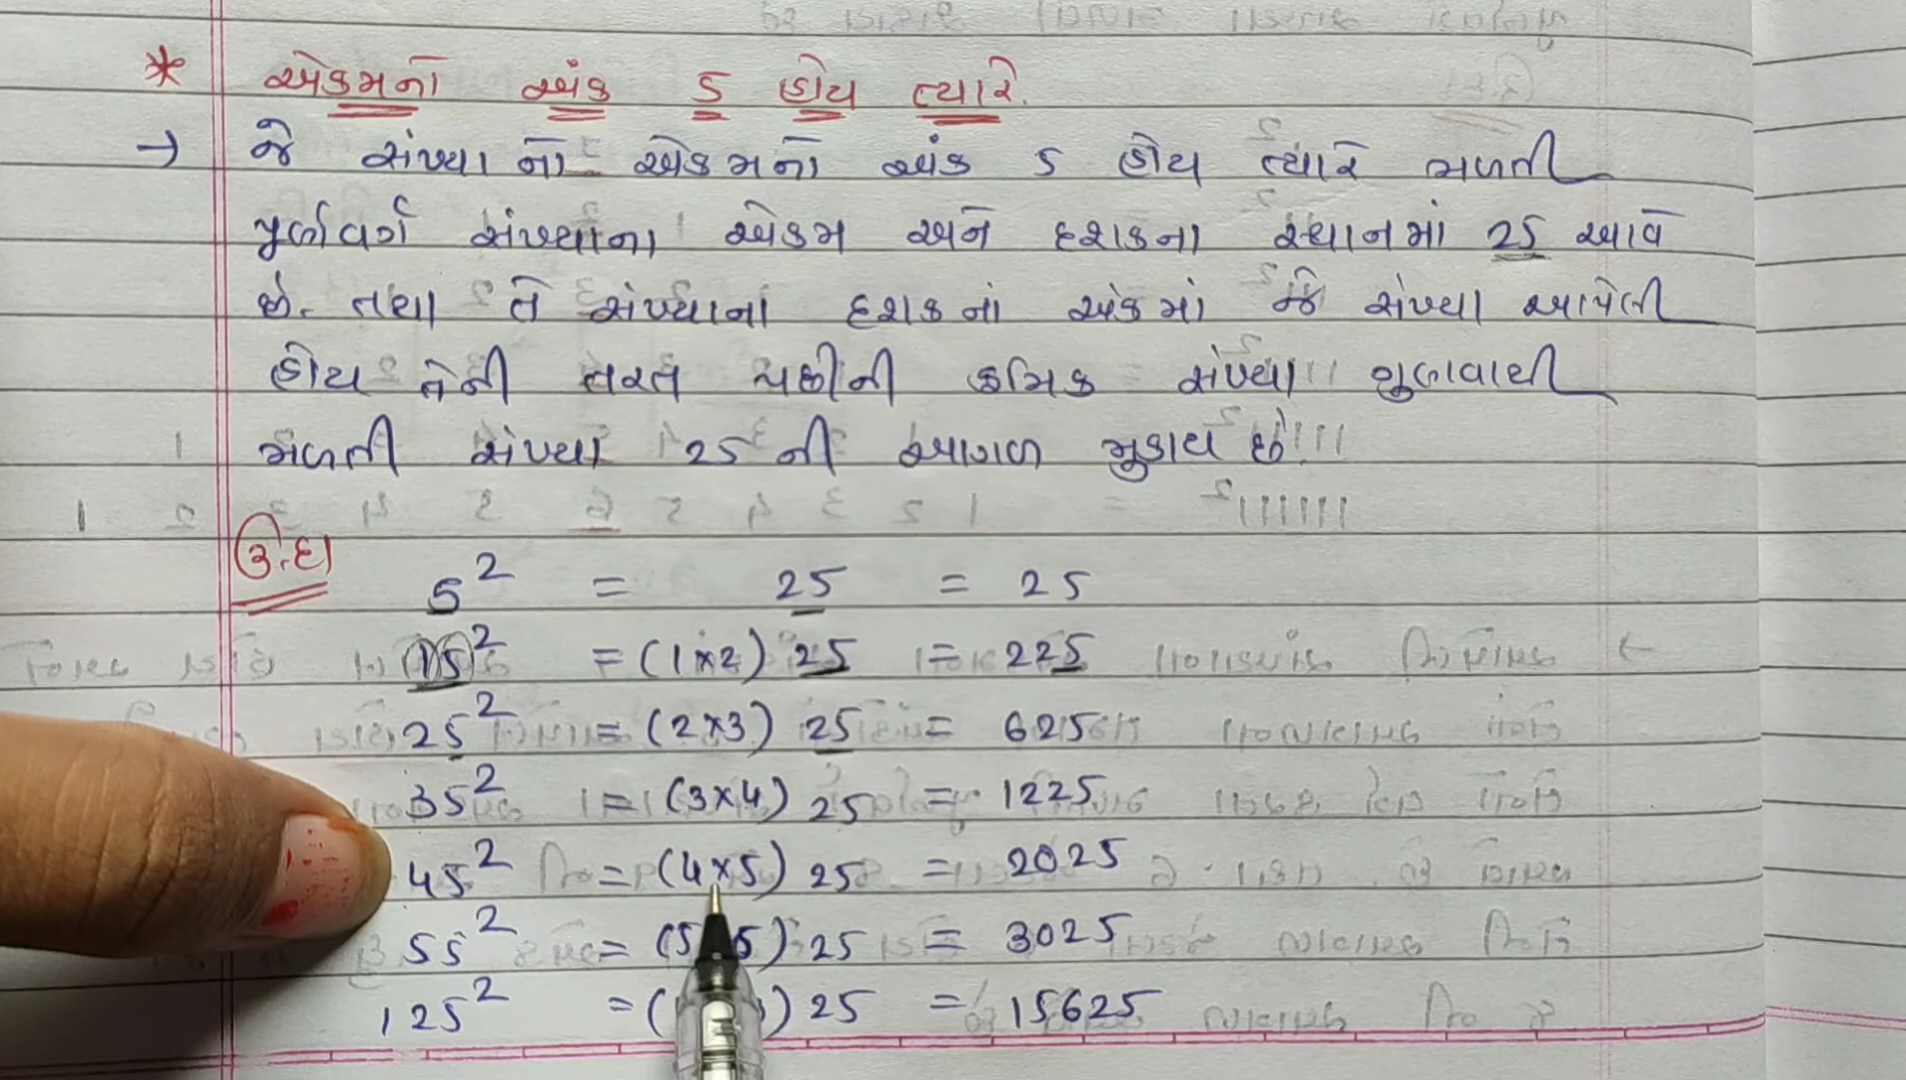 * એકમનો અંક 5 હોય ત્યારે.
→ જે સંખ્યા નો એકમનો અંક 5 હોય ત્યારે મળતી
પૂર્ણવર્ગ સંખ્યાના એકમ અને દશકના સ્થાનમાં 25 આવે
છે. તથા તે સંખ્યાનાં દશકનાં અંકમાં જે સંખ્યા આપેલી
હોય તેની તરત પછીની ક્રમિક સંખ્યા ગુણવાથી
મળતી સંખ્યા 25 ની આગળ મુકાય છે.
ઉ.દા
5² = 25 = 25
15² = (1×2) 25 = 225
25² = (2×3) 25 = 625
35² = (3×4) 25 = 1225
45² = (4×5) 25 = 2025
55² = (5 6) 25 = 3025
125² = ( ) 25 = 15625